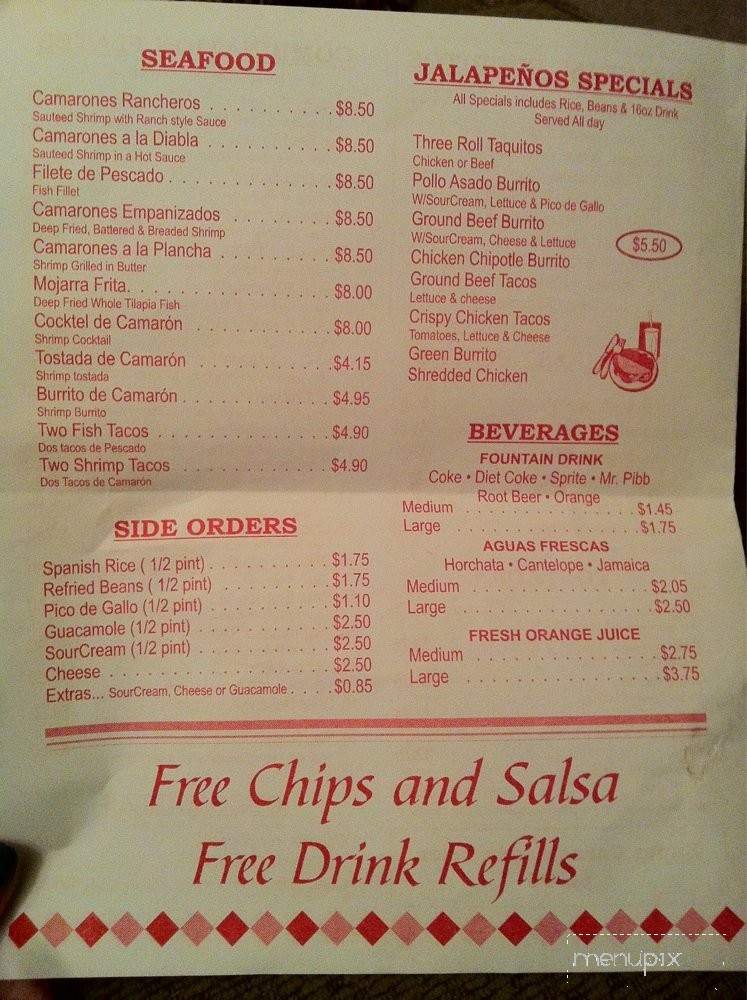 SEAFOOD
Camarones Rancheros . . . . . . . . . . $8.50
Sauteed Shrimp with Ranch style Sauce
Camarones a la Diabla . . . . . . . . . . $8.50
Sauteed Shrimp in a Hot Sauce
Filete de Pescado . . . . . . . . . . . . . $8.50
Fish Fillet
Camarones Empanizados . . . . . . . . $8.50
Deep Fried, Battered & Breaded Shrimp
Camarones a la Plancha . . . . . . . . . $8.50
Shrimp Grilled in Butter
Mojarra Frita. . . . . . . . . . . . . . . . $8.00
Deep Fried Whole Tilapia Fish
Cocktel de Camarón . . . . . . . . . . . $8.00
Shrimp Cocktail
Tostada de Camarón . . . . . . . . . . . $4.15
Shrimp tostada
Burrito de Camarón . . . . . . . . . . . . $4.95
Shrimp Burrito
Two Fish Tacos . . . . . . . . . . . . . . $4.90
Dos tacos de Pescado
Two Shrimp Tacos . . . . . . . . . . . . $4.90
Dos Tacos de Camarón
SIDE ORDERS
Spanish Rice ( 1/2 pint) . . . . . . . . . $1.75
Refried Beans ( 1/2 pint) . . . . . . . . $1.75
Pico de Gallo (1/2 pint) . . . . . . . . . $1.10
Guacamole (1/2 pint) . . . . . . . . . . $2.50
SourCream (1/2 pint) . . . . . . . . . . $2.50
Cheese . . . . . . . . . . . . . . . . . $2.50
Extras... SourCream, Cheese or Guacamole . . . . $0.85
JALAPEÑOS SPECIALS
All Specials includes Rice, Beans & 16oz Drink
Served All day
Three Roll Taquitos
Chicken or Beef
Pollo Asado Burrito
W/SourCream, Lettuce & Pico de Gallo
Ground Beef Burrito
W/SourCream, Cheese & Lettuce
$5.50
Chicken Chipotle Burrito
Ground Beef Tacos
Lettuce & cheese
Crispy Chicken Tacos
Tomatoes, Lettuce & Cheese
Green Burrito
Shredded Chicken
BEVERAGES
FOUNTAIN DRINK
Coke • Diet Coke • Sprite • Mr. Pibb
Root Beer • Orange
Medium . . . . . . . . . . . . . . $1.45
Large . . . . . . . . . . . . . . . $1.75
AGUAS FRESCAS
Horchata • Cantelope • Jamaica
Medium . . . . . . . . . . . . . . $2.05
Large . . . . . . . . . . . . . . . $2.50
FRESH ORANGE JUICE
Medium . . . . . . . . . . . . . . $2.75
Large . . . . . . . . . . . . . . . $3.75
Free Chips and Salsa
Free Drink Refills
menupix